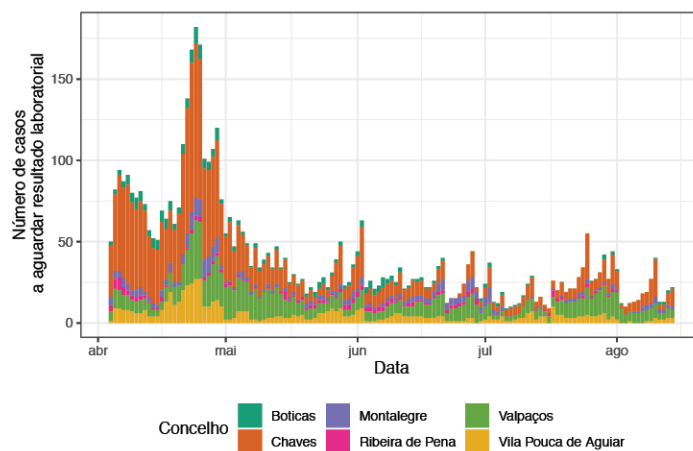 150
100
50
0
Número de casos
a aguardar resultado laboratorial
abr mai jun jul ago
Data
Concelho
Boticas Montalegre Valpaços
Chaves Ribeira de Pena Vila Pouca de Aguiar